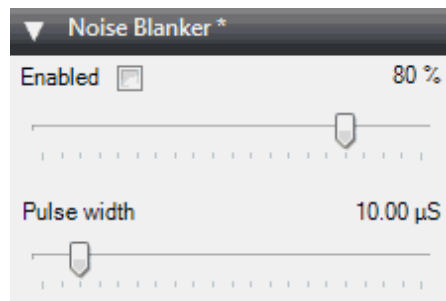 Noise Blanker *
Enabled 80 %
Pulse width 10.00 µS